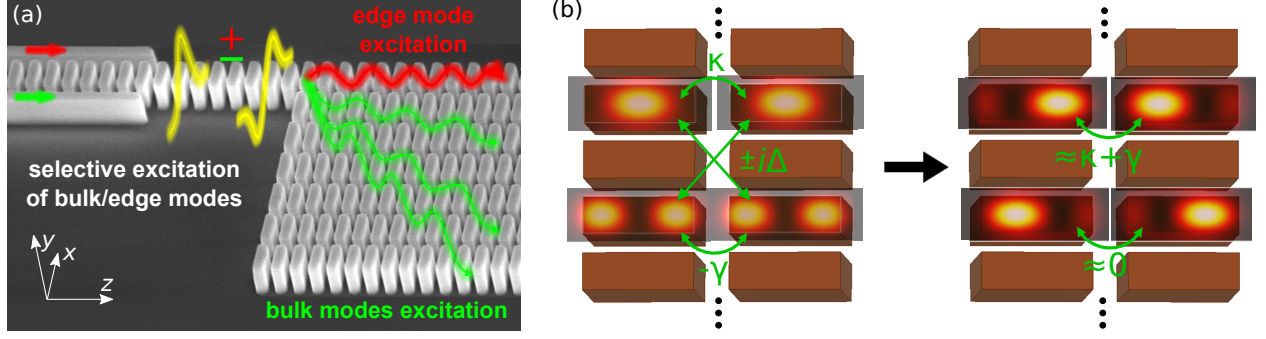 (a)
+
−
edge mode
excitation
selective excitation
of bulk/edge modes
y
x
z
bulk modes excitation
(b)
κ
±iΔ
-γ
≈κ+γ
≈0